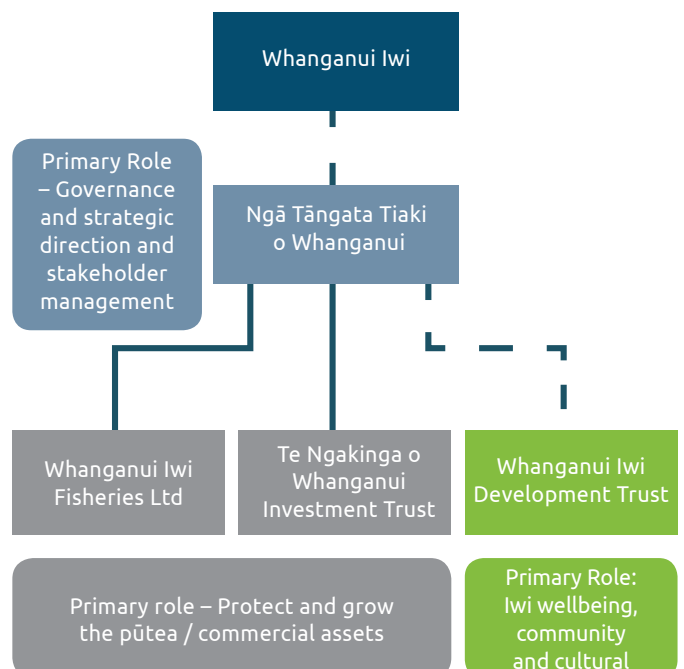 Whanganui Iwi
Primary Role
– Governance
and strategic
direction and
stakeholder
management
Ngā Tāngata Tiaki
o Whanganui
Whanganui Iwi
Fisheries Ltd
Te Ngakinga o
Whanganui
Investment Trust
Whanganui Iwi
Development Trust
Primary role – Protect and grow
the pūtea / commercial assets
Primary Role:
Iwi wellbeing,
community
and cultural